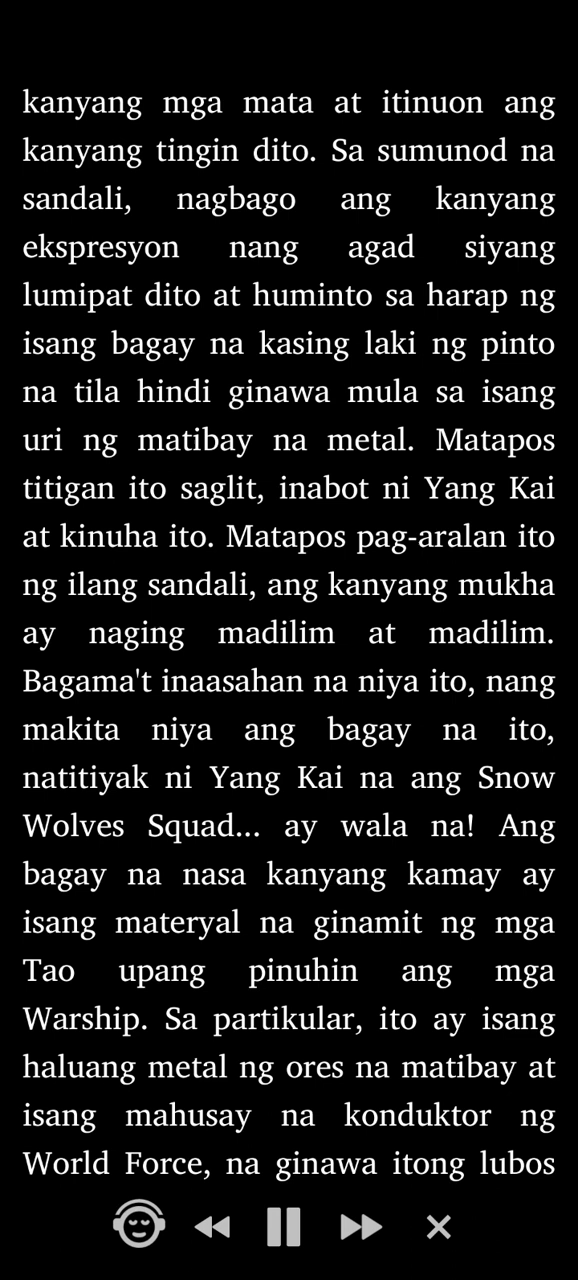 kanyang mga mata at itinuon ang
kanyang tingin dito. Sa sumunod na
sandali, nagbago ang kanyang
ekspresyon nang agad siyang
lumipat dito at huminto sa harap ng
isang bagay na kasing laki ng pinto
na tila hindi ginawa mula sa isang
uri ng matibay na metal. Matapos
titigan ito saglit, inabot ni Yang Kai
at kinuha ito. Matapos pag-aralan ito
ng ilang sandali, ang kanyang mukha
ay naging madilim at madilim.
Bagama't inaasahan na niya ito, nang
makita niya ang bagay na ito,
natitiyak ni Yang Kai na ang Snow
Wolves Squad... ay wala na! Ang
bagay na nasa kanyang kamay ay
isang materyal na ginamit ng mga
Tao upang pinuhin ang mga
Warship. Sa partikular, ito ay isang
haluang metal ng ores na matibay at
isang mahusay na konduktor ng
World Force, na ginawa itong lubos